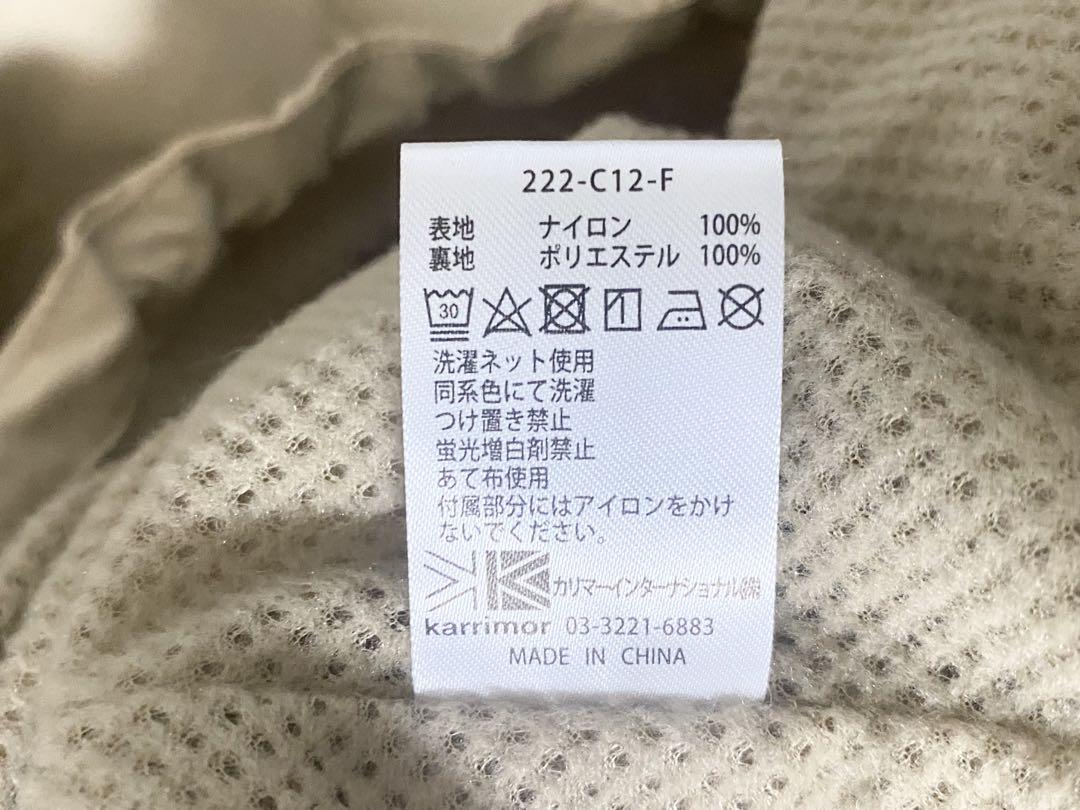 222-C12-F
表地 ナイロン 100%
裏地 ポリエステル 100%
30
洗濯ネット使用
同系色にて洗濯
つけ置き禁止
蛍光増白剤禁止
あて布使用
付属部分にはアイロンをかけ
ないでください。
カリマーインターナショナル㈱
karrimor 03-3221-6883
MADE IN CHINA